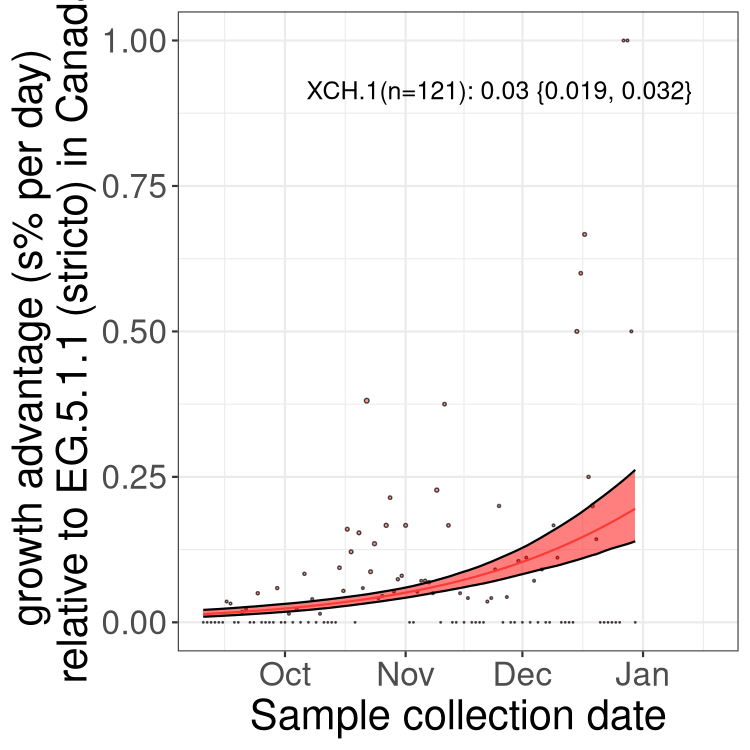 growth advantage (s% per day)
relative to EG.5.1.1 (stricto) in Canada
1.00
0.75
0.50
0.25
0.00
XCH.1(n=121): 0.03 {0.019, 0.032}
Oct Nov Dec Jan
Sample collection date